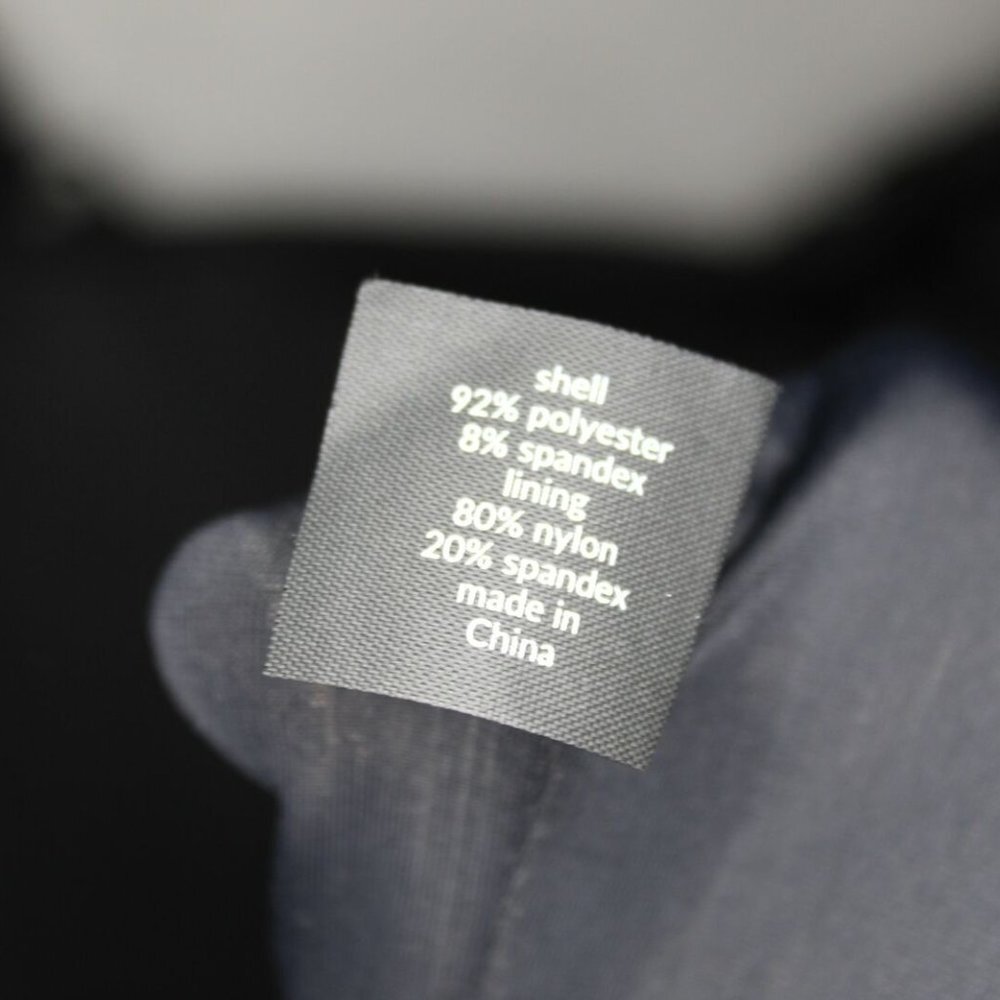 shell
92% polyester
8% spandex
lining
80% nylon
20% spandex
made in
China